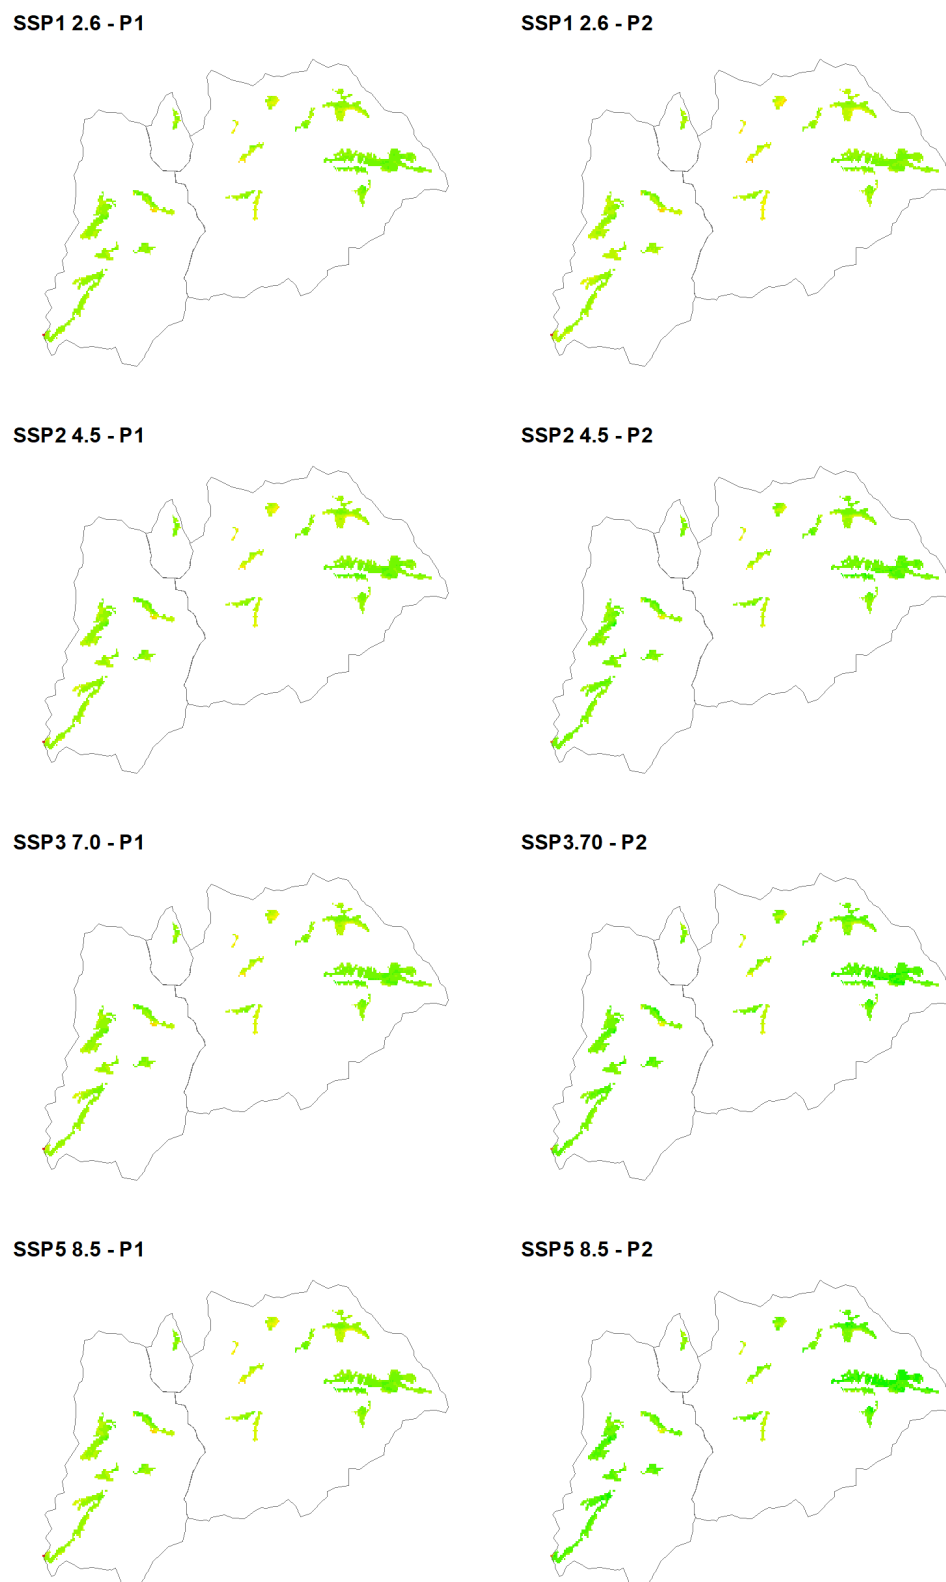 SSP1 2.6 - P1
SSP1 2.6 - P2
SSP2 4.5 - P1
SSP2 4.5 - P2
SSP3 7.0 - P1
SSP3.70 - P2
SSP5 8.5 - P1
SSP5 8.5 - P2